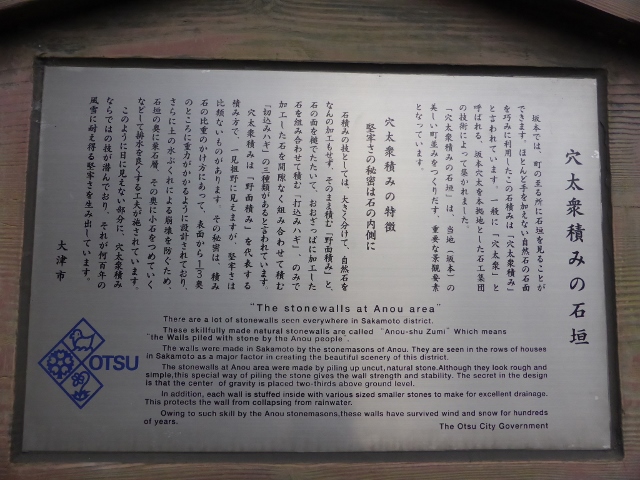 穴太衆積みの石垣
坂本では、町の至る所に石垣を見ることが
できます。ほとんど手を加えない自然の石の面
を巧みに利用したこの石積みは「穴太衆積み」
と言われています。一般に「穴太衆」と
呼ばれる、坂本穴太を本拠地とした石工集団
の技術によって築かれました。
「穴太衆積みの石垣」は、当地（坂本）の
美しい町並みをつくりだす、重要な景観要素
となっています。
穴太衆積みの特徴
堅牢さの秘密は石の内側に
石積みの技としては、大きく分けて、自然石を
なんの加工もせず、そのまま積む「野面積み」と、
石の面を槌でたたいて、おおざっぱに加工した
石を組み合わせて積む「打込みハギ」、のみで
加工した石を間隙なく組み合わせて積む
「切込みハギ」の三種類があると言われています。
穴太衆積みは「野面積み」を代表する
積み方で、一見粗野に見えますが、堅牢さは
比類ないものがあります。その秘密は、積み
石の比重のかけ方にあって、表面から1/3奥
のところに重力がかかるように設計されており、
さらに土の水ぶくれによる崩壊を防ぐため、
石垣の奥に栗石層、その奥に小石をつめていく
などして排水を良くする工夫が施されています。
このように目に見えない部分に、穴太衆積み
ならではの技が潜んでおり、それが何百年の
風雪に耐え得る堅牢さを生み出しています。
大津市
"The stonewalls at Anou area"
There are a lot of stonewalls seen everywhere in Sakamoto district.
These skillfully made natural stonewalls are called "Anou-shu Zumi" Which means
"the Walls piled with stone by the Anou people".
The walls were made in Sakamoto by the stonemasons of Anou. They are seen in the rows of houses
in Sakamoto as a major factor in creating the beautiful scenery of this district.
The stonewalls at Anou area were made by piling up uncut, natural stone.Although they look rough and
simple,this special way of piling the stone gives the wall strength and stability. The secret in the design
is that the center of gravity is placed two-thirds above ground level.
In addition, each wall is stuffed inside with various sized smaller stones to make for excellent drainage.
This protects the wall from collapsing from rainwater.
Owing to such skill by the Anou stonemasons,these walls have survived wind and snow for hundreds
of years.
The Otsu City Government
OTSU